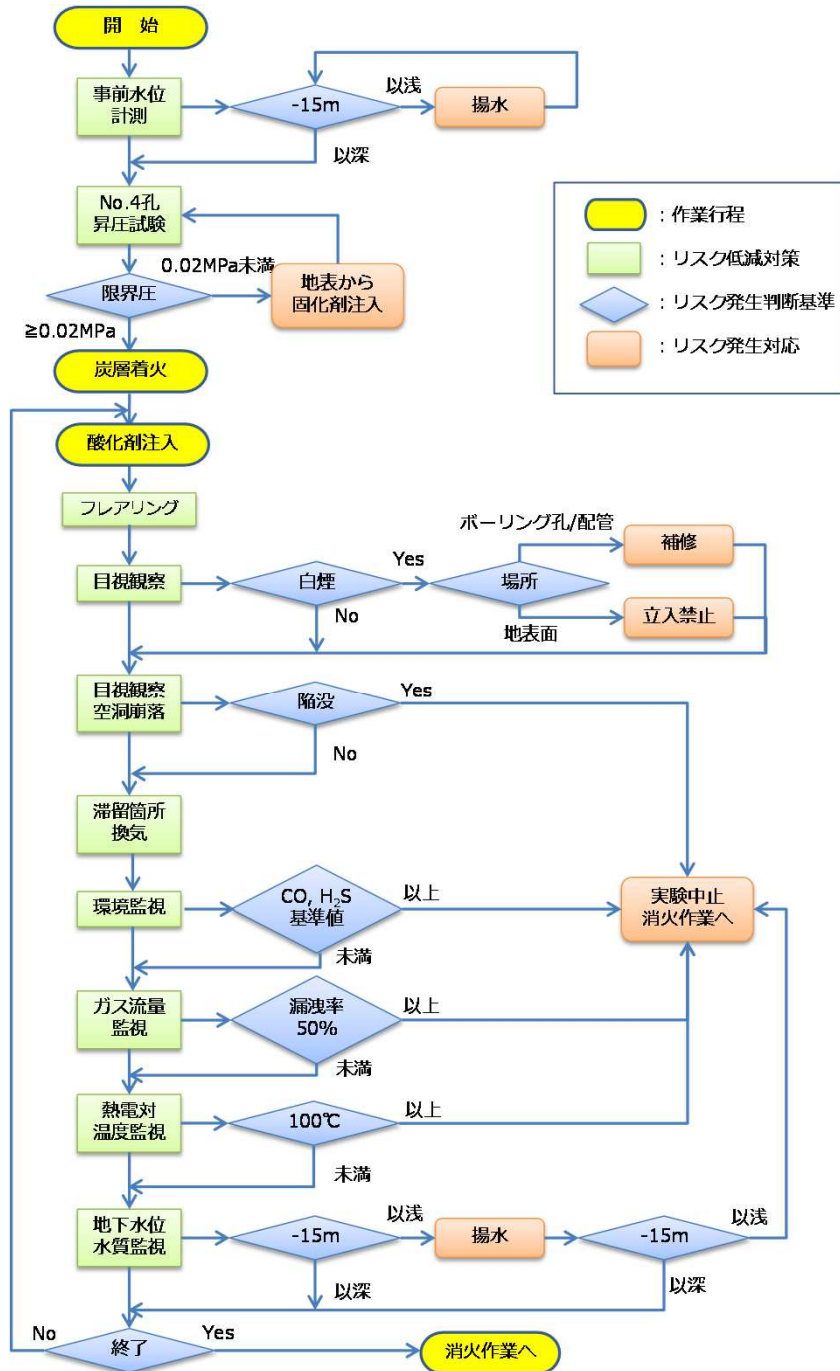 開　始
事前水位
計測
-15m
以浅
揚水
以深
No.4孔
昇圧試験
0.02MPa未満
限界圧
地表から
固化剤注入
≧0.02MPa
炭層着火
酸化剤注入
フレアリング
目視観察
白煙
Yes
No
場所
ボーリング孔/配管
補修
地表面
立入禁止
目視観察
空洞崩落
陥没
Yes
No
滞留箇所
換気
環境監視
CO, H₂S
基準値
以上
未満
実験中止
消火作業へ
ガス流量
監視
漏洩率
50%
以上
未満
熱電対
温度監視
100℃
以上
未満
地下水位
水質監視
-15m
以浅
揚水
-15m
以浅
以深
以深
終了
No
Yes
消火作業へ
：作業行程
：リスク低減対策
：リスク発生判断基準
：リスク発生対応